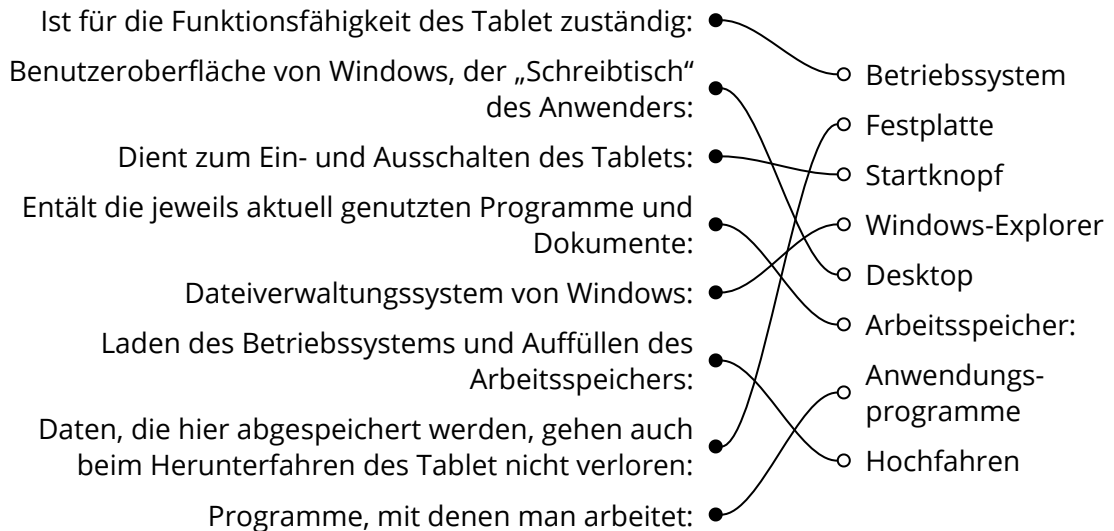 Ist für die Funktionsfähigkeit des Tablet zuständig:
Benutzeroberfläche von Windows, der „Schreibtisch“
des Anwenders:
Dient zum Ein- und Ausschalten des Tablets:
Entält die jeweils aktuell genutzten Programme und
Dokumente:
Dateiverwaltungssystem von Windows:
Laden des Betriebssystems und Auffüllen des
Arbeitsspeichers:
Daten, die hier abgespeichert werden, gehen auch
beim Herunterfahren des Tablet nicht verloren:
Programme, mit denen man arbeitet:
Betriebssystem
Festplatte
Startknopf
Windows-Explorer
Desktop
Arbeitsspeicher:
Anwendungs-
programme
Hochfahren